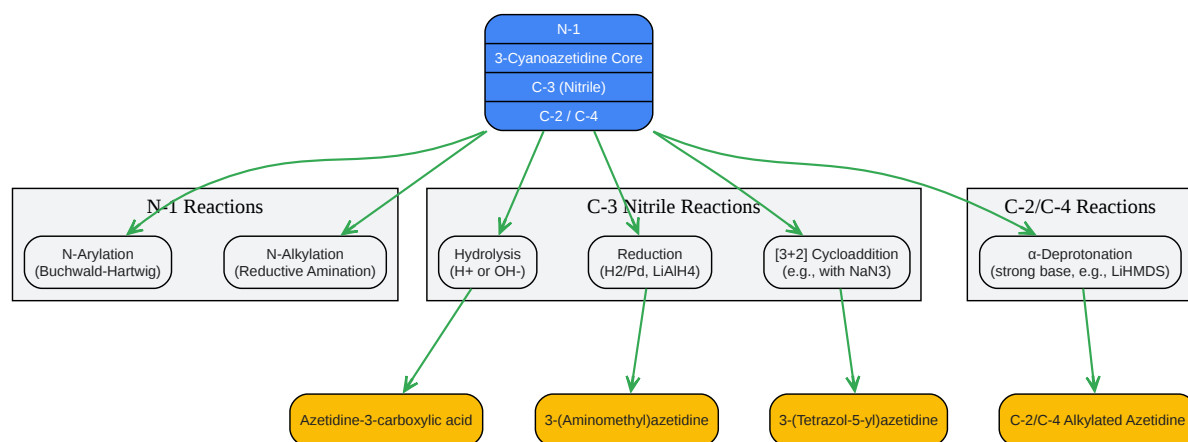 N-1
3-Cyanoazetidine Core
C-3 (Nitrile)
C-2 / C-4
N-1 Reactions
C-3 Nitrile Reactions
C-2/C-4 Reactions
N-Arylation
(Buchwald-Hartwig)
N-Alkylation
(Reductive Amination)
Hydrolysis
(H+ or OH-)
Reduction
(H2/Pd, LiAlH4)
[3+2] Cycloaddition
(e.g., with NaN3)
α-Deprotonation
(strong base, e.g., LiHMDS)
Azetidine-3-carboxylic acid
3-(Aminomethyl)azetidine
3-(Tetrazol-5-yl)azetidine
C-2/C-4 Alkylated Azetidine